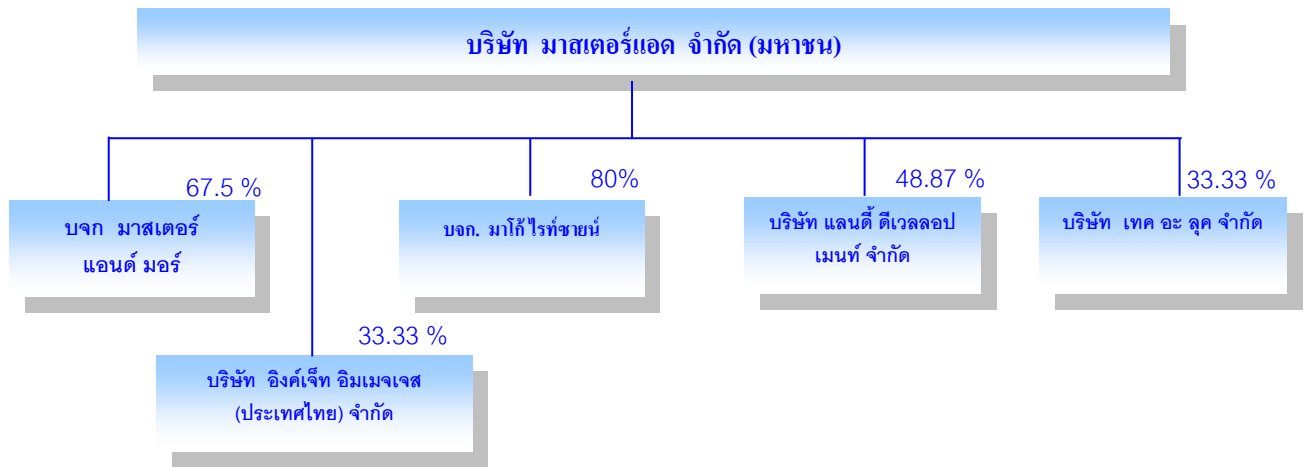 บริษัท มาสเตอร์แอด จำกัด (มหาชน)
67.5 %
80%
48.87 %
33.33 %
บจก มาสเตอร์
แอนด์ มอร์
บจก. มาโก้ ไรท์ซายน์
บริษัท แลนดี้ ดีเวลลอป
เมนท์ จำกัด
บริษัท เทค อะ ลุค จำกัด
33.33 %
บริษัท อิงค์เจ็ท อิมเมจเจส
(ประเทศไทย) จำกัด